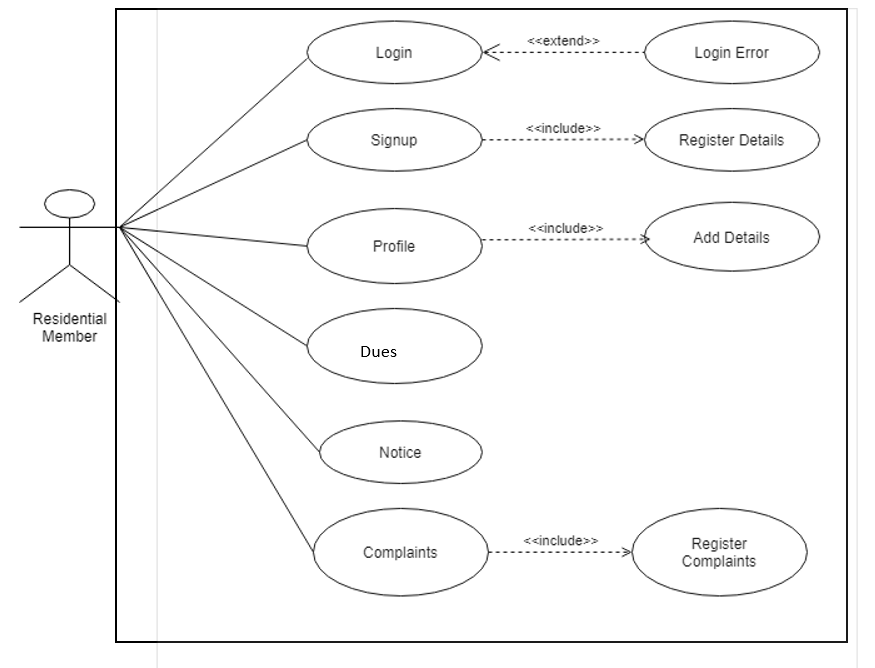 Login
<<extend>>
Login Error
Signup
<<include>>
Register Details
Profile
<<include>>
Add Details
Residential
Member
Dues
Notice
Complaints
<<include>>
Register
Complaints